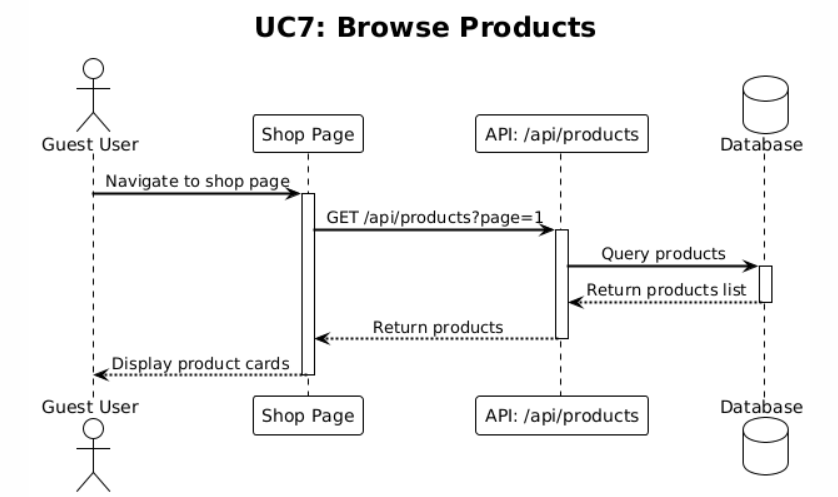 UC7: Browse Products
Guest User
Shop Page
API: /api/products
Database
Navigate to shop page
GET /api/products?page=1
Query products
Return products list
Return products
Display product cards
Guest User
Shop Page
API: /api/products
Database